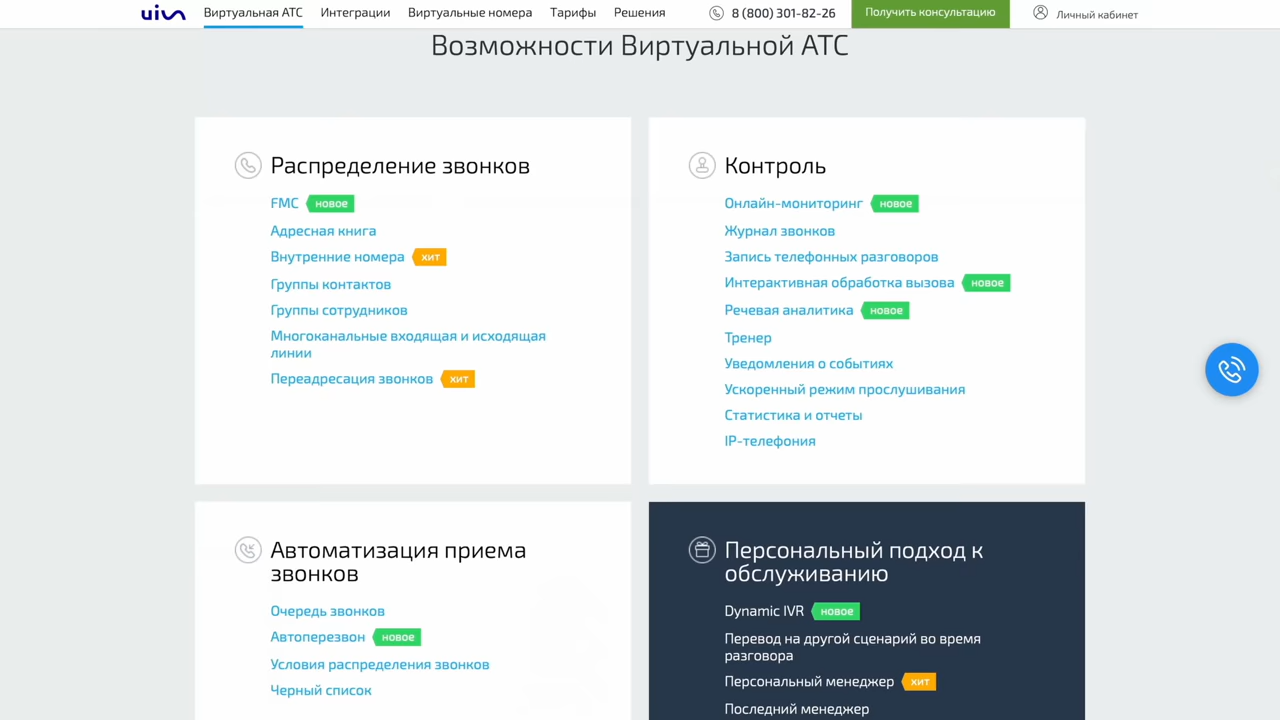 uis
Виртуальная АТС
Интеграции
Виртуальные номера
Тарифы
Решения
8 (800) 301-82-26
Получить консультацию
Личный кабинет
Возможности Виртуальной АТС
Распределение звонков
FMC новое
Адресная книга
Внутренние номера хит
Группы контактов
Группы сотрудников
Многоканальные входящая и исходящая
линии
Переадресация звонков хит
Контроль
Онлайн-мониторинг новое
Журнал звонков
Запись телефонных разговоров
Интерактивная обработка вызова новое
Речевая аналитика новое
Тренер
Уведомления о событиях
Ускоренный режим прослушивания
Статистика и отчеты
IP-телефония
Автоматизация приема
звонков
Очередь звонков
Автоперезвон новое
Условия распределения звонков
Черный список
Персональный подход к
обслуживанию
Dynamic IVR новое
Перевод на другой сценарий во время
разговора
Персональный менеджер хит
Последний менеджер